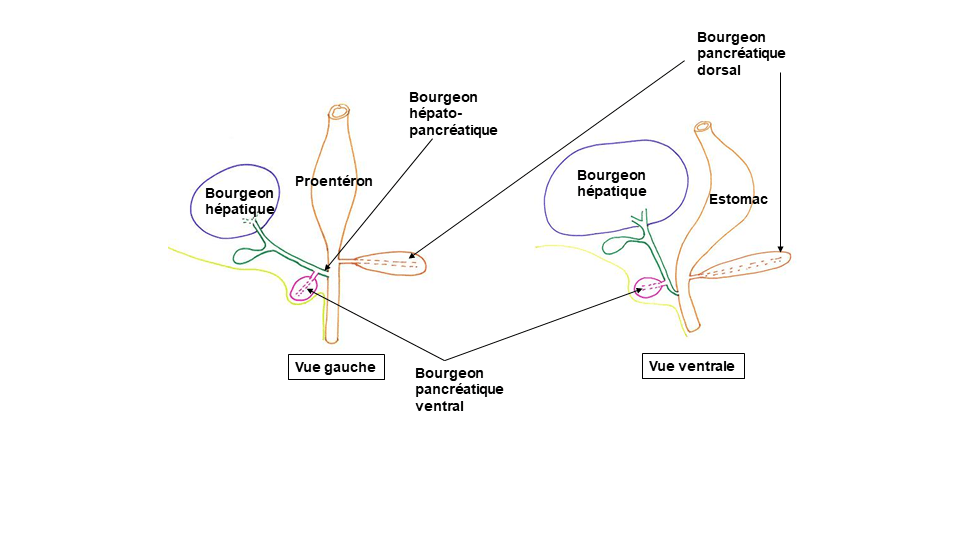 Bourgeon
pancréatique
dorsal
Bourgeon
hépato-
pancréatique
Bourgeon
hépatique
Proentéron
Bourgeon
hépatique
Estomac
Vue gauche
Bourgeon
pancréatique
ventral
Vue ventrale